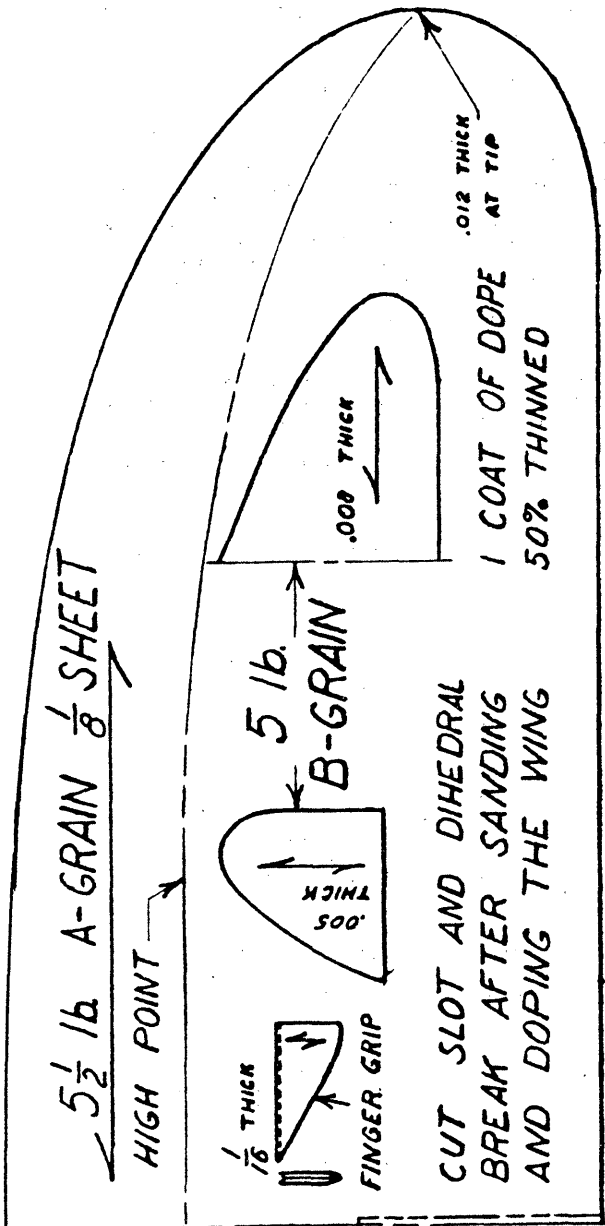 5 1/2 lb. A-GRAIN 1/8 SHEET
HIGH POINT
1/16 THICK
FINGER GRIP
.005
THICK
5 lb.
B-GRAIN
.008 THICK
.012 THICK
AT TIP
CUT SLOT AND DIHEDRAL
BREAK AFTER SANDING
AND DOPING THE WING
1 COAT OF DOPE
50% THINNED